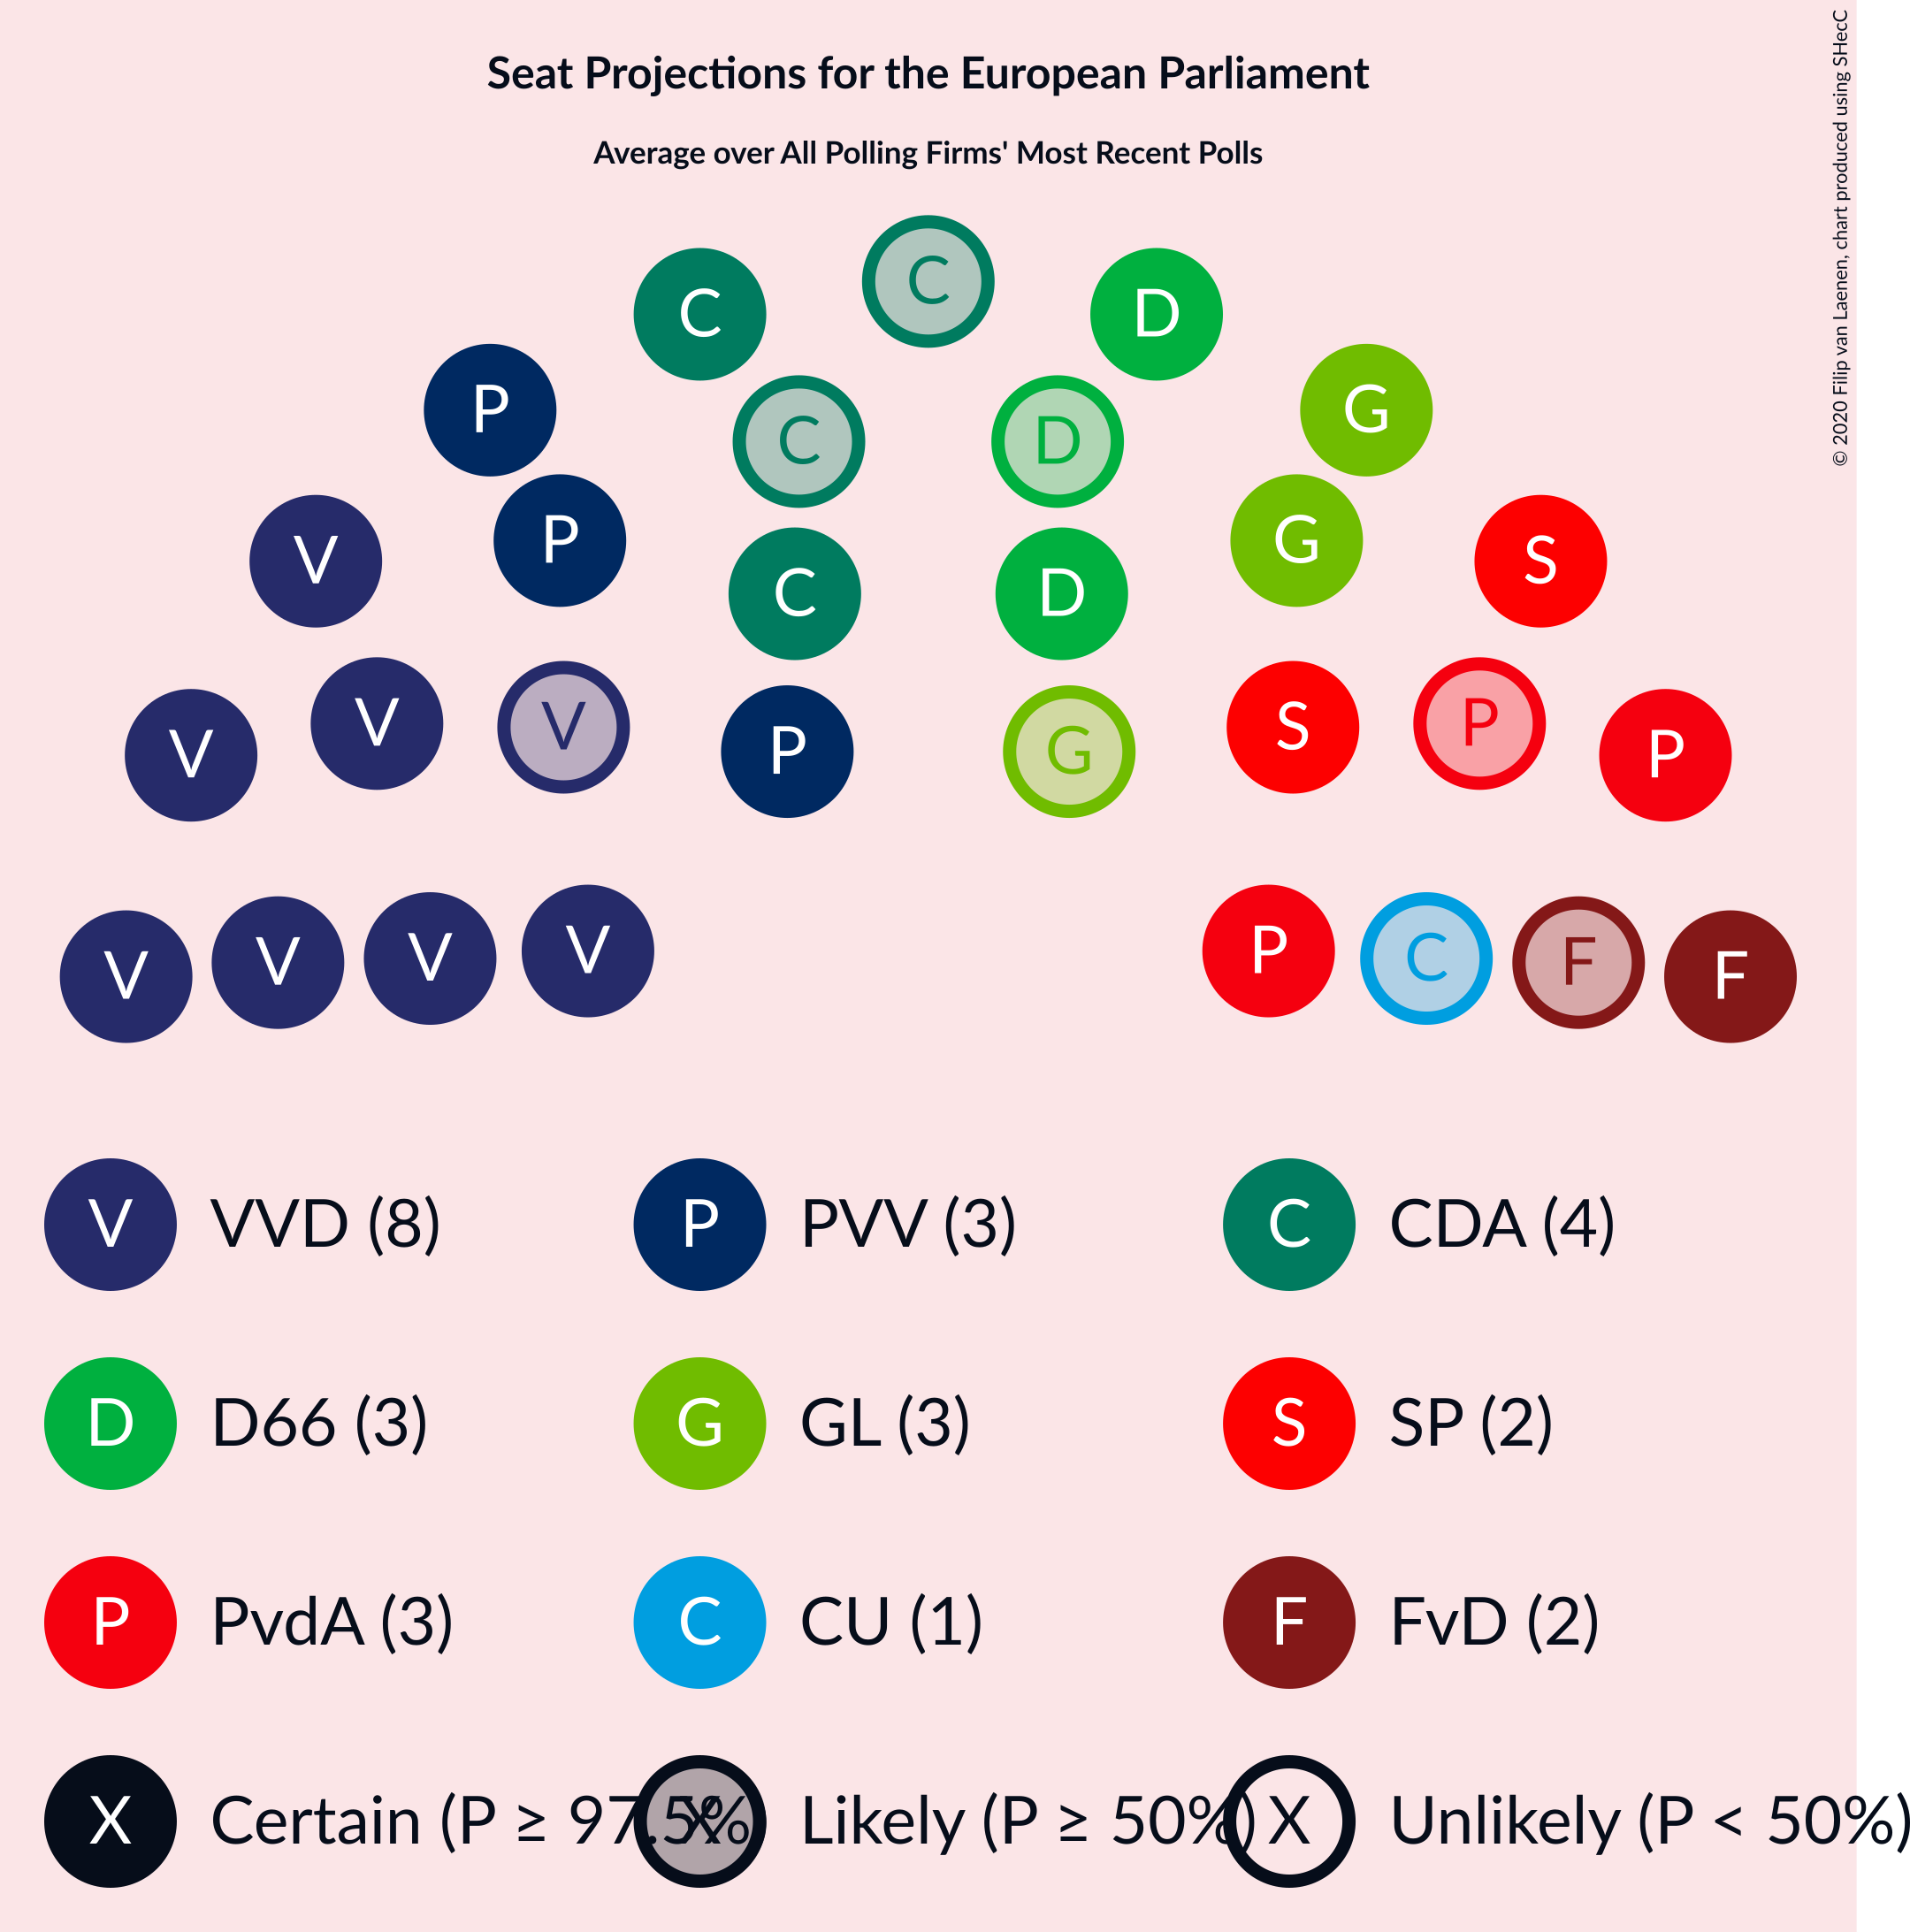 Seat Projections for the European Parliament
Average over All Polling Firms' Most Recent Polls
© 2020 Filip van Laenen, chart produced using SHecC
C
C D
P G
C D
V P G S
C D
V V V P G S P P
V V V V P C F F
V VVD (8) P PVV (3) C CDA (4)
D D66 (3) G GL (3) S SP (2)
P PvdA (3) C CU (1) F FvD (2)
X Certain (P ≥ 97.5% X Likely (P ≥ 50%) X Unlikely (P < 50%)